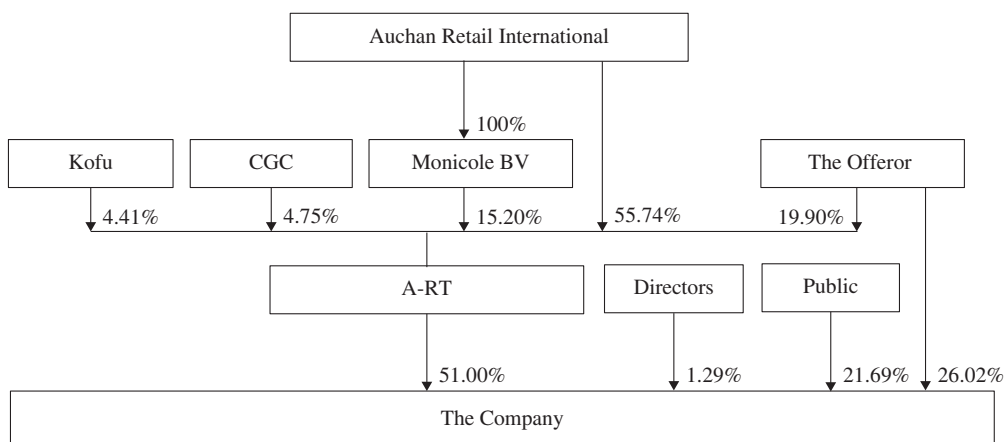 Auchan Retail International
100%
Kofu
CGC
Monicole BV
The Offeror
4.41%
4.75%
15.20%
55.74%
19.90%
A-RT
Directors
Public
51.00%
1.29%
21.69%
26.02%
The Company